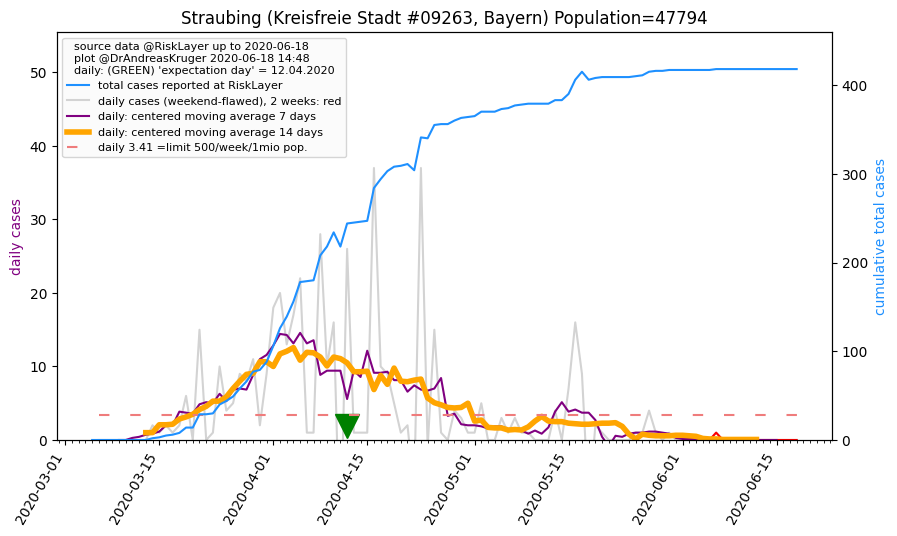 Straubing (Kreisfreie Stadt #09263, Bayern) Population=47794
source data @RiskLayer up to 2020-06-18
plot @DrAndreasKruger 2020-06-18 14:48
daily: (GREEN) 'expectation day' = 12.04.2020
total cases reported at RiskLayer
daily cases (weekend-flawed), 2 weeks: red
daily: centered moving average 7 days
daily: centered moving average 14 days
daily 3.41 =limit 500/week/1mio pop.
daily cases
50
40
30
20
10
0
cumulative total cases
400
300
200
100
0
2020-03-01
2020-03-15
2020-04-01
2020-04-15
2020-05-01
2020-05-15
2020-06-01
2020-06-15